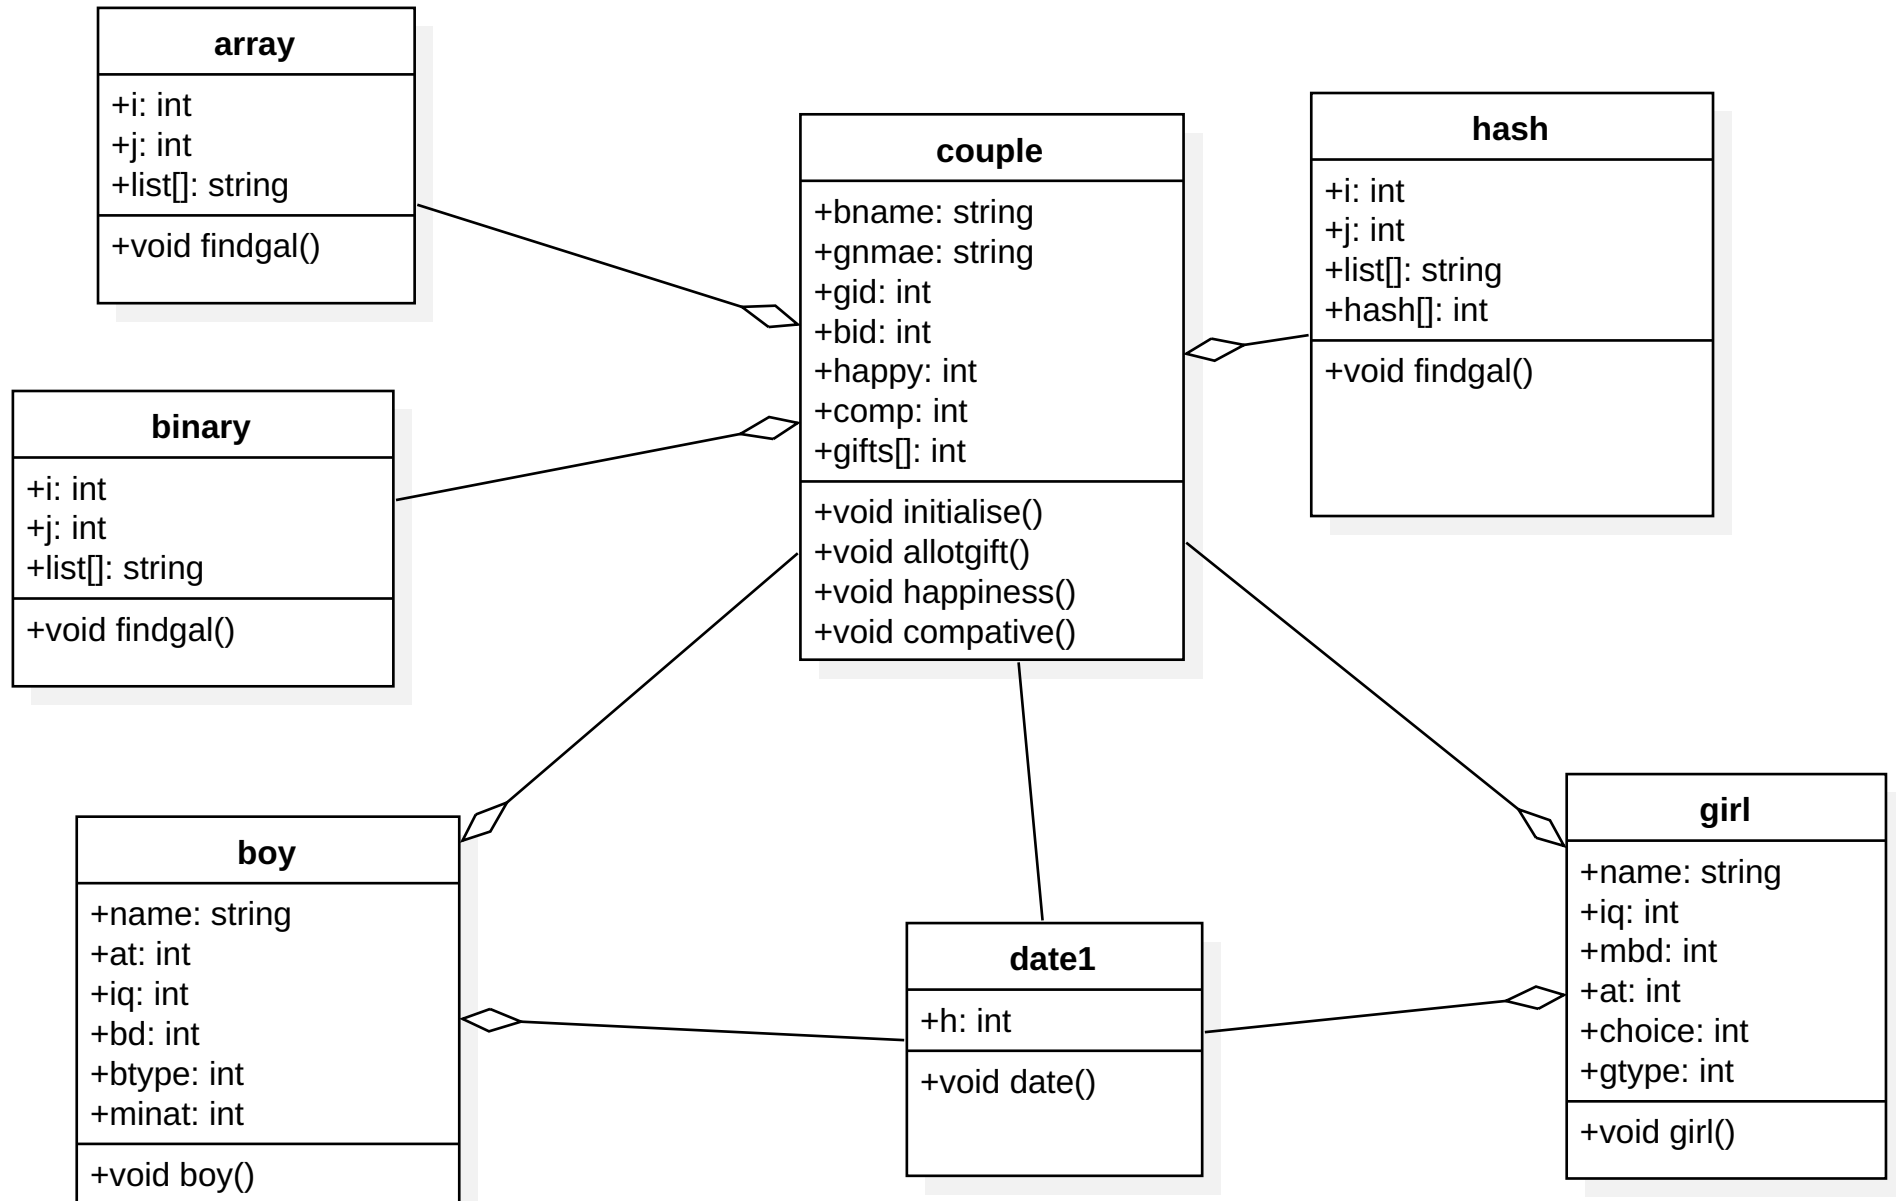 array
+i: int
+j: int
+list[]: string
+void findgal()
couple
+bname: string
+gnmae: string
+gid: int
+bid: int
+happy: int
+comp: int
+gifts[]: int
+void initialise()
+void allotgift()
+void happiness()
+void compative()
hash
+i: int
+j: int
+list[]: string
+hash[]: int
+void findgal()
binary
+i: int
+j: int
+list[]: string
+void findgal()
boy
+name: string
+at: int
+iq: int
+bd: int
+btype: int
+minat: int
+void boy()
date1
+h: int
+void date()
girl
+name: string
+iq: int
+mbd: int
+at: int
+choice: int
+gtype: int
+void girl()